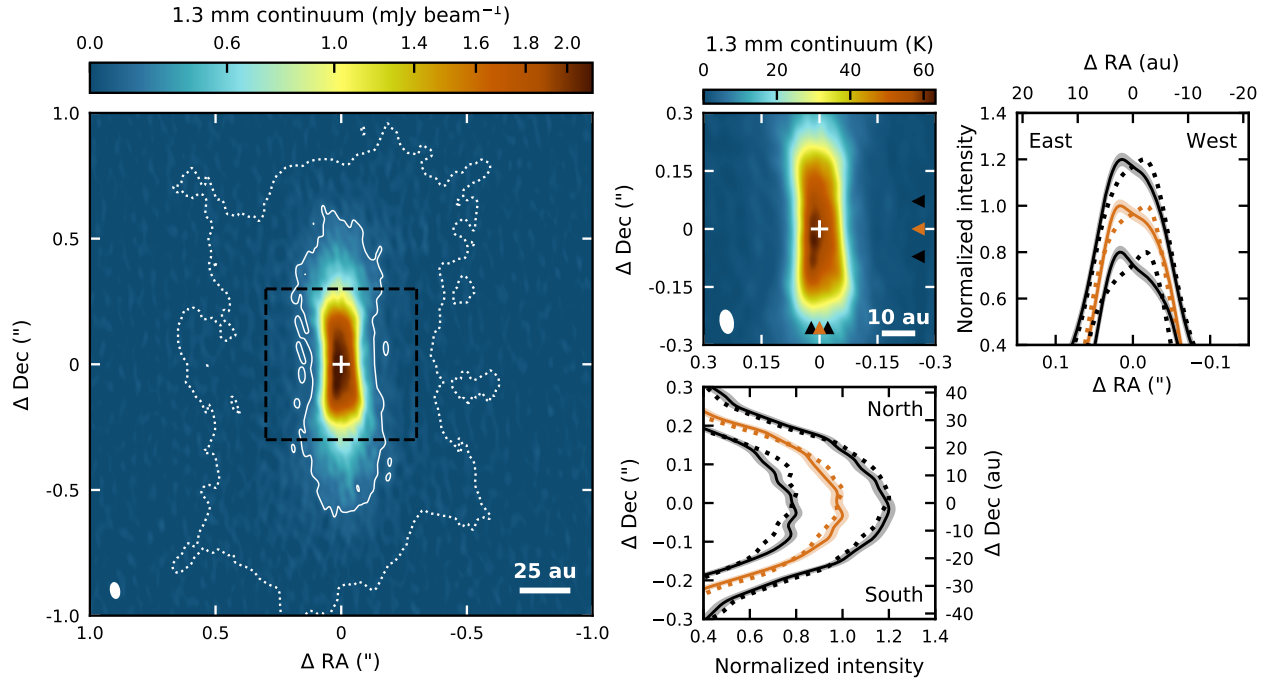 1.3 mm continuum (mJy beam⁻¹)
0.0 0.6 1.0 1.4 1.8 2.0
1.0
0.5
0
-0.5
-1.0
Δ Dec (")
25 au
1.0 0.5 0 -0.5 -1.0
Δ RA (")
1.3 mm continuum (K)
0 20 40 60
0.3
0.15
0
-0.15
-0.3
Δ Dec (")
10 au
0.3 0.15 0 -0.15 -0.3
Δ RA (au)
20 10 0 −10 -20
East West
1.4
1.2
1.0
0.8
0.6
0.4
Normalized intensity
0.1 0.0 −0.1
Δ RA (")
0.3
0.2
0.1
0.0
−0.1
−0.2
−0.3
Δ Dec (")
North
South
40
30
20
10
0
−10
−20
−30
−40
Δ Dec (au)
0.4 0.6 0.8 1.0 1.2 1.4
Normalized intensity